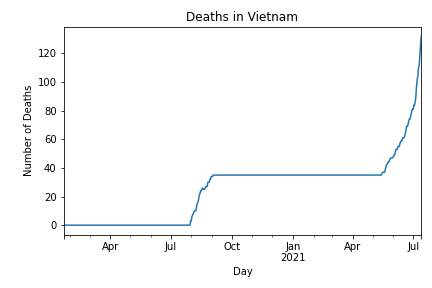 Deaths in Vietnam
120
100
80
60
40
20
0
Number of Deaths
Apr
Jul
Oct
Jan
2021
Apr
Jul
Day